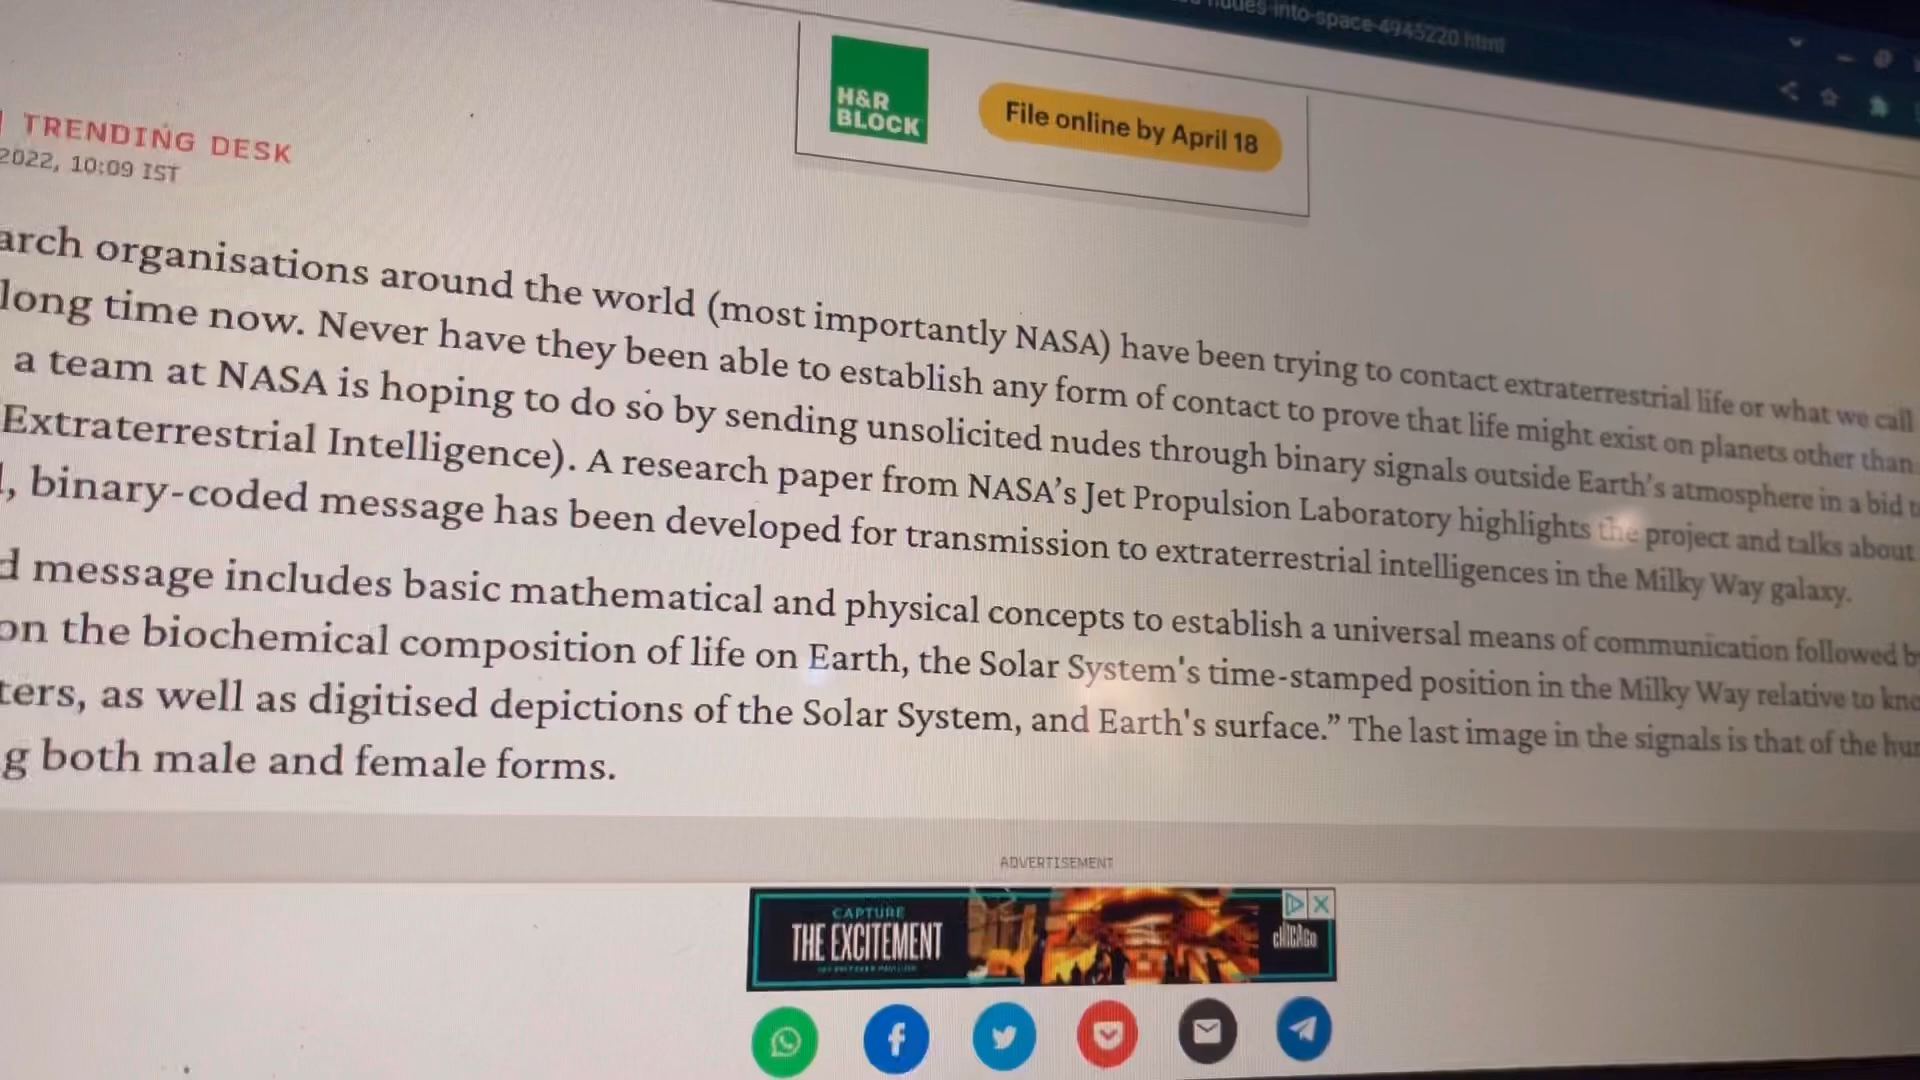 nudes-into-space-4945220.html
H&R
BLOCK
File online by April 18
TRENDING DESK
2022, 10:09 IST
arch organisations around the world (most importantly NASA) have been trying to contact extraterrestrial life or what we call
long time now. Never have they been able to establish any form of contact to prove that life might exist on planets other than
a team at NASA is hoping to do so by sending unsolicited nudes through binary signals outside Earth's atmosphere in a bid
Extraterrestrial Intelligence). A research paper from NASA's Jet Propulsion Laboratory highlights the project and talks about
, binary-coded message has been developed for transmission to extraterrestrial intelligences in the Milky Way galaxy.
d message includes basic mathematical and physical concepts to establish a universal means of communication followed
on the biochemical composition of life on Earth, the Solar System's time-stamped position in the Milky Way relative to
ters, as well as digitised depictions of the Solar System, and Earth's surface.” The last image in the signals is that of the
g both male and female forms.
ADVERTISEMENT
CAPTURE
THE EXCITEMENT
CHICAGO